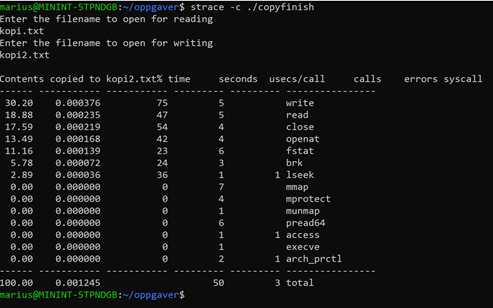 marius@MININT-5TPNDGB:~/oppgaver$ strace -c ./copyfinish
Enter the filename to open for reading
kopi.txt
Enter the filename to open for writing
kopi2.txt

Contents copied to kopi2.txt% time     seconds  usecs/call     calls    errors syscall
------ ----------- ----------- --------- --------- ----------------
 30.20    0.000376          75         5           write
 18.88    0.000235          47         5           read
 17.59    0.000219          54         4           close
 13.49    0.000168          42         4           openat
 11.16    0.000139          23         6           fstat
  5.78    0.000072          24         3           brk
  2.89    0.000036          36         1         1 lseek
  0.00    0.000000           0         7           mmap
  0.00    0.000000           0         4           mprotect
  0.00    0.000000           0         1           munmap
  0.00    0.000000           0         6           pread64
  0.00    0.000000           0         1         1 access
  0.00    0.000000           0         1           execve
  0.00    0.000000           0         2         1 arch_prctl
------ ----------- ----------- --------- --------- ----------------
100.00    0.001245                    50         3 total
marius@MININT-5TPNDGB:~/oppgaver$